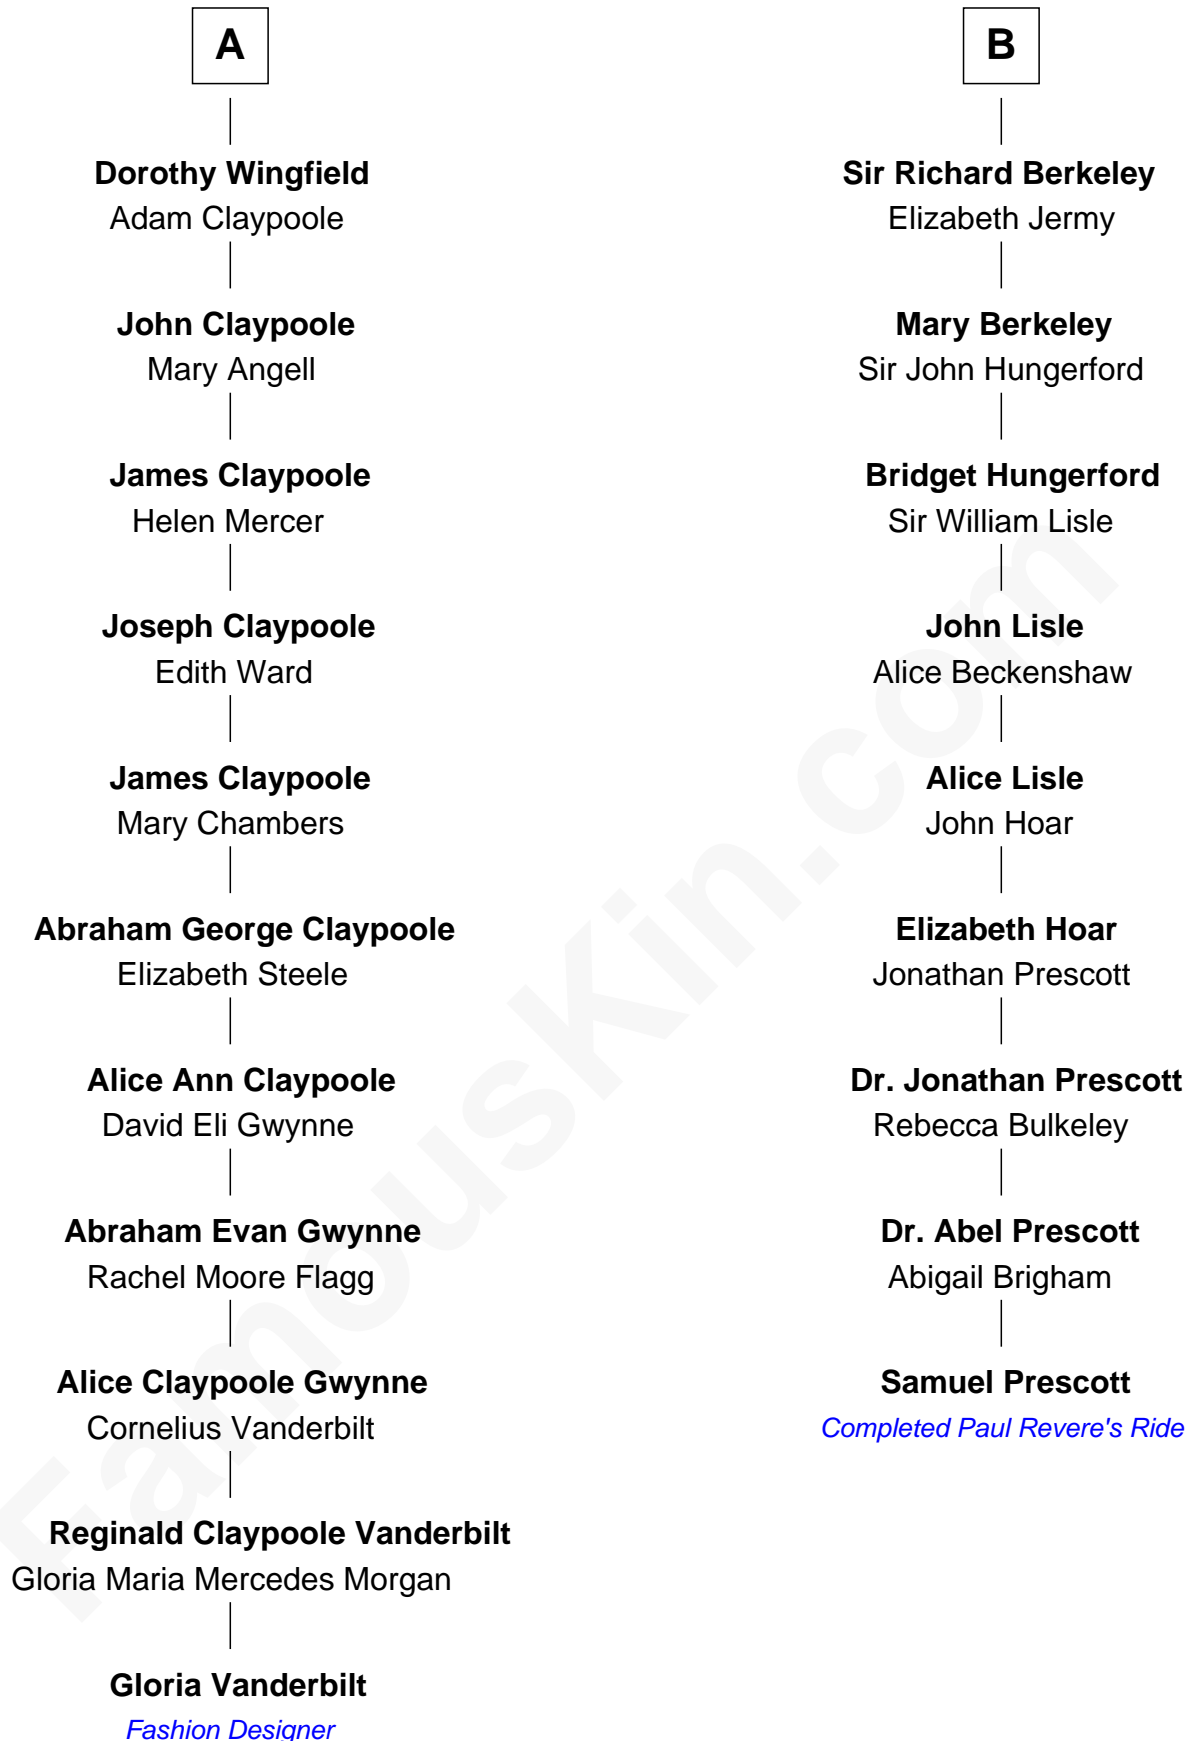 A
Dorothy Wingfield
Adam Claypoole
John Claypoole
Mary Angell
James Claypoole
Helen Mercer
Joseph Claypoole
Edith Ward
James Claypoole
Mary Chambers
Abraham George Claypoole
Elizabeth Steele
Alice Ann Claypoole
David Eli Gwynne
Abraham Evan Gwynne
Rachel Moore Flagg
Alice Claypoole Gwynne
Cornelius Vanderbilt
Reginald Claypoole Vanderbilt
Gloria Maria Mercedes Morgan
Gloria Vanderbilt
Fashion Designer
B
Sir Richard Berkeley
Elizabeth Jermy
Mary Berkeley
Sir John Hungerford
Bridget Hungerford
Sir William Lisle
John Lisle
Alice Beckenshaw
Alice Lisle
John Hoar
Elizabeth Hoar
Jonathan Prescott
Dr. Jonathan Prescott
Rebecca Bulkeley
Dr. Abel Prescott
Abigail Brigham
Samuel Prescott
Completed Paul Revere's Ride
FamousKin.com